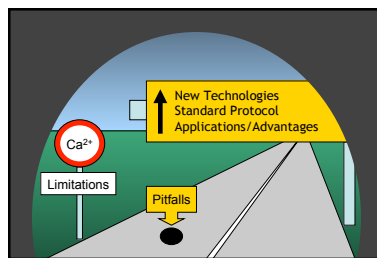 New Technologies
Standard Protocol
Applications/Advantages
Ca²⁺
Limitations
Pitfalls